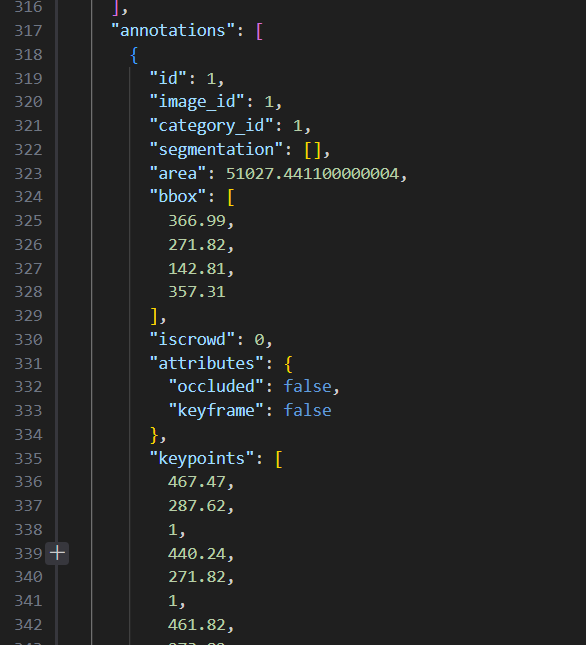 316 ],
317 "annotations": [
318 {
319 "id": 1,
320 "image_id": 1,
321 "category_id": 1,
322 "segmentation": [],
323 "area": 51027.441100000004,
324 "bbox": [
325 366.99,
326 271.82,
327 142.81,
328 357.31
329 ],
330 "iscrowd": 0,
331 "attributes": {
332 "occluded": false,
333 "keyframe": false
334 },
335 "keypoints": [
336 467.47,
337 287.62,
338 1,
339 440.24,
340 271.82,
341 1,
342 461.82,